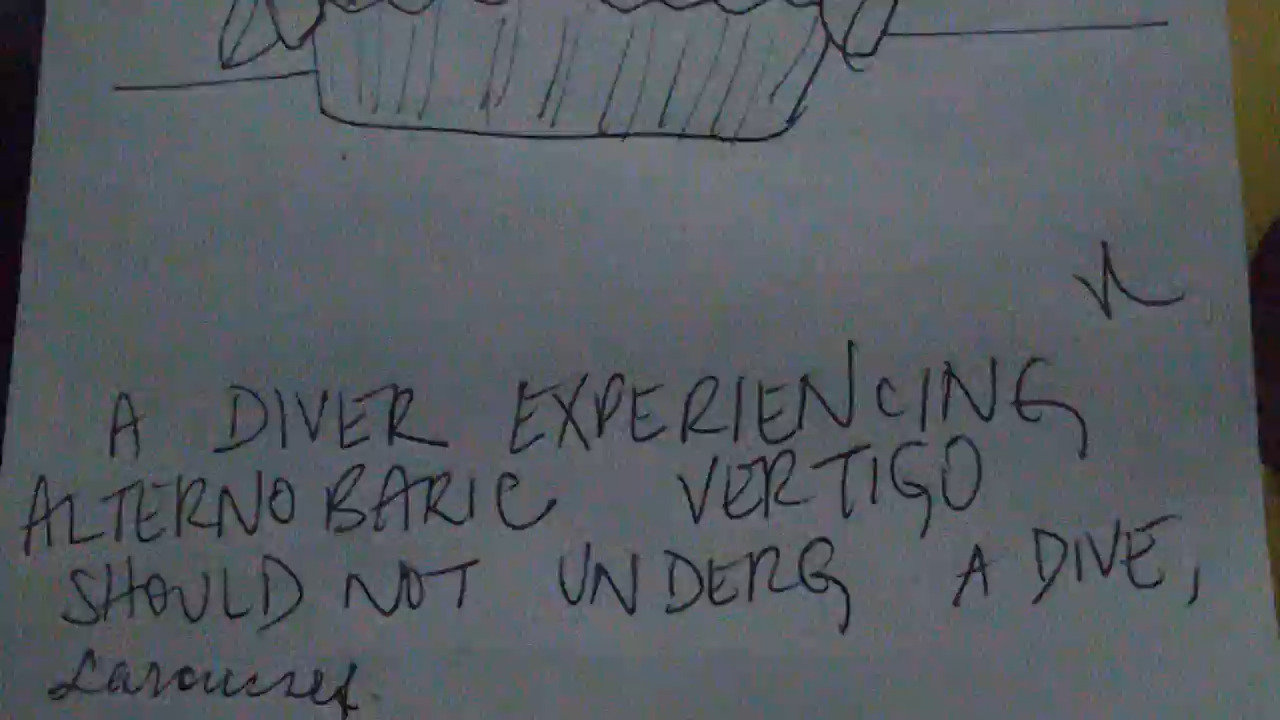 A DIVER EXPERIENCING
ALTERNOBARIC VERTIGO
SHOULD NOT UNDERG A DIVE,